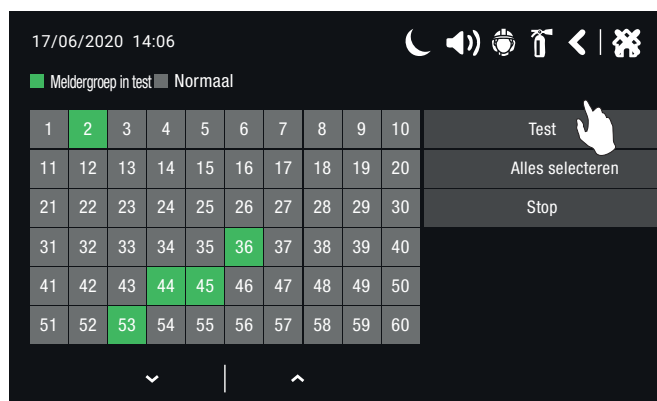 17/06/2020 14:06
Meldergroep in test Normaal
1 2 3 4 5 6 7 8 9 10 Test
11 12 13 14 15 16 17 18 19 20 Alles selecteren
21 22 23 24 25 26 27 28 29 30 Stop
31 32 33 34 35 36 37 38 39 40
41 42 43 44 45 46 47 48 49 50
51 52 53 54 55 56 57 58 59 60